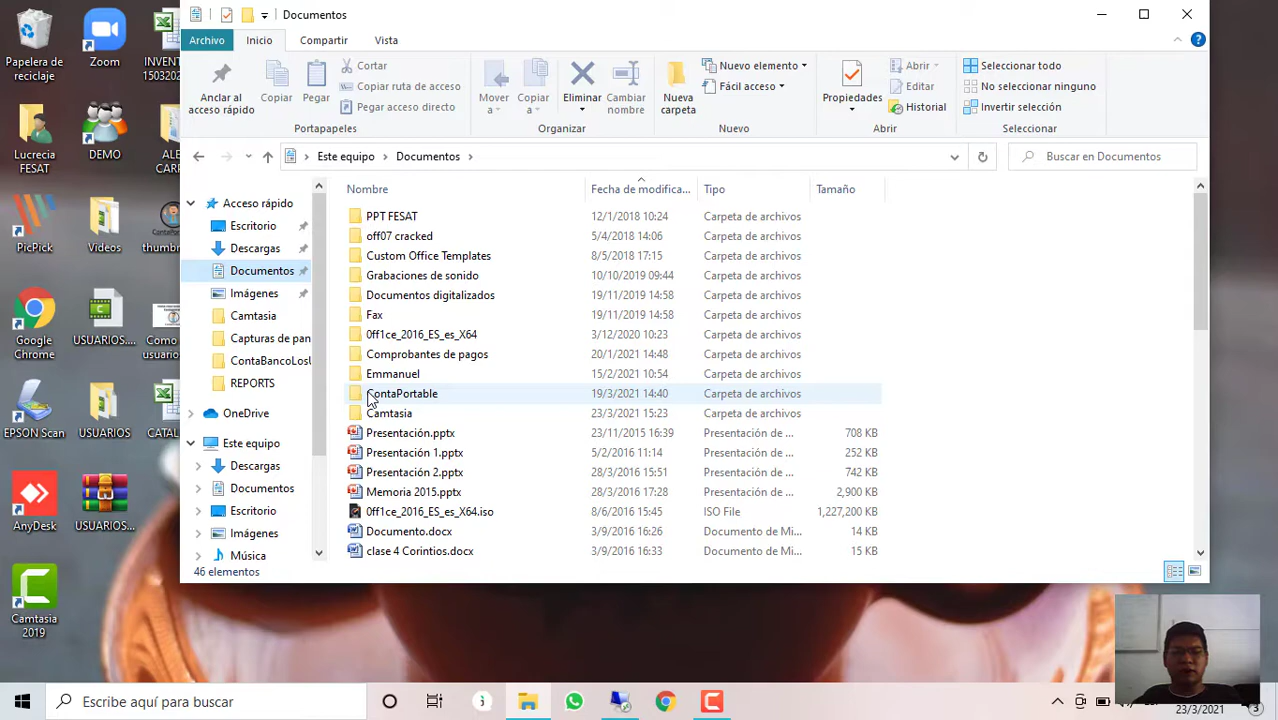 Documentos
Archivo Inicio Compartir Vista
Anclar al acceso rápido
Copiar
Pegar
Cortar
Copiar ruta de acceso
Pegar acceso directo
Mover a
Copiar a
Eliminar
Cambiar nombre
Nueva carpeta
Nuevo elemento
Fácil acceso
Propiedades
Abrir
Editar
Historial
Seleccionar todo
No seleccionar ninguno
Invertir selección
Portapapeles Organizar Nuevo Abrir Seleccionar
Este equipo > Documentos >
Buscar en Documentos
Acceso rápido
Escritorio
Descargas
Documentos
Imágenes
Camtasia
Capturas de pan
ContaBancoLosU
REPORTS
OneDrive
Este equipo
Descargas
Documentos
Escritorio
Imágenes
Música
Nombre Fecha de modifica... Tipo Tamaño
PPT FESAT 12/1/2018 10:24 Carpeta de archivos
off07 cracked 5/4/2018 14:06 Carpeta de archivos
Custom Office Templates 8/5/2018 17:15 Carpeta de archivos
Grabaciones de sonido 10/10/2019 09:44 Carpeta de archivos
Documentos digitalizados 19/11/2019 14:58 Carpeta de archivos
Fax 19/11/2019 14:58 Carpeta de archivos
0ff1ce_2016_ES_es_X64 3/12/2020 10:23 Carpeta de archivos
Comprobantes de pagos 20/1/2021 14:48 Carpeta de archivos
Emmanuel 15/2/2021 10:54 Carpeta de archivos
ContaPortable 19/3/2021 14:40 Carpeta de archivos
Camtasia 23/3/2021 15:23 Carpeta de archivos
Presentación.pptx 23/11/2015 16:39 Presentación de ... 708 KB
Presentación 1.pptx 5/2/2016 11:14 Presentación de ... 252 KB
Presentación 2.pptx 28/3/2016 15:51 Presentación de ... 742 KB
Memoria 2015.pptx 28/3/2016 17:28 Presentación de ... 2,900 KB
0ff1ce_2016_ES_es_X64.iso 8/6/2016 15:45 ISO File 1,227,200 KB
Documento.docx 3/9/2016 16:26 Documento de Mi... 14 KB
clase 4 Corintios.docx 3/9/2016 16:33 Documento de Mi... 15 KB
46 elementos
Papelera de reciclaje
Zoom
INVENT
1503202
Lucrecia FESAT
DEMO
ALE
CARP
PicPick
Videos
thumb
Google Chrome
USUARIOS....
Como
usuario
EPSON Scan
USUARIOS
CATAL
AnyDesk
USUARIOS...
Camtasia 2019
Escribe aquí para buscar
23/3/2021
3